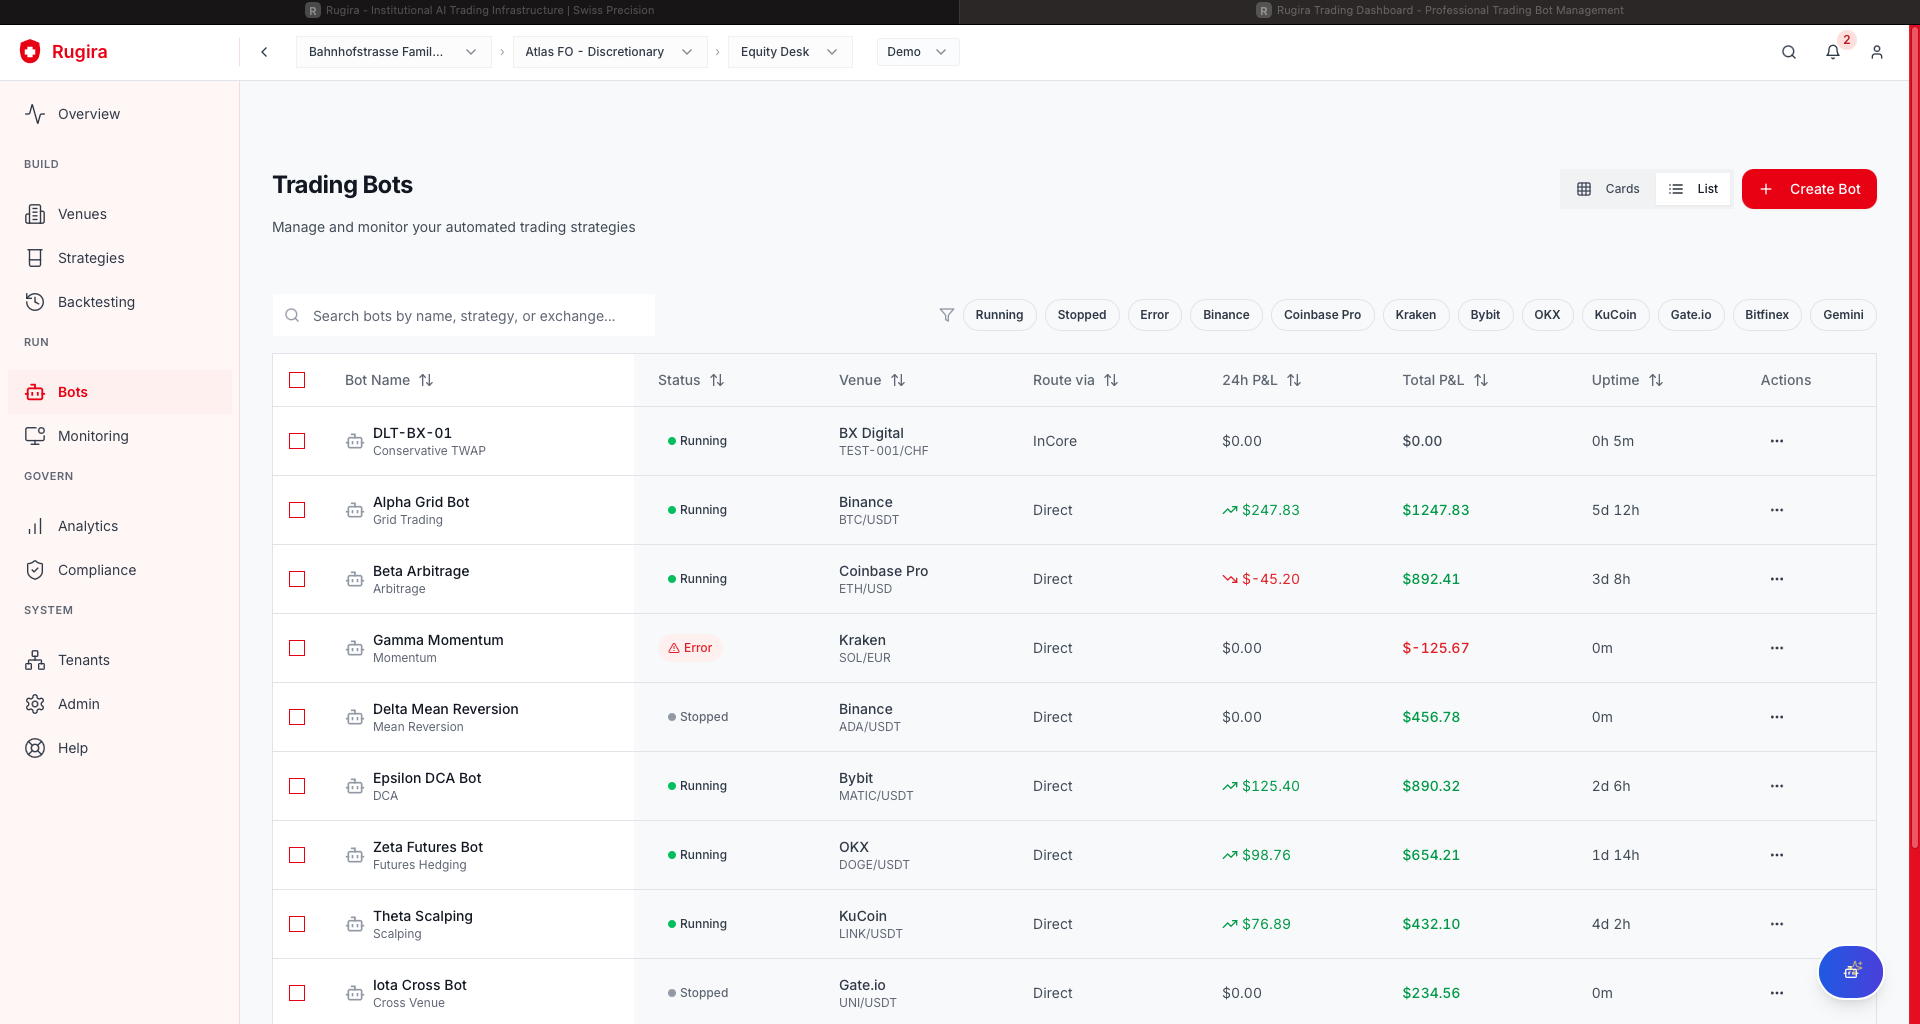 R Rugira - Institutional AI Trading Infrastructure | Swiss Precision
R Rugira Trading Dashboard - Professional Trading Bot Management
Rugira
Bahnhofstrasse Famil... › Atlas FO - Discretionary › Equity Desk Demo
2
Overview
BUILD
Venues
Strategies
Backtesting
RUN
Bots
Monitoring
GOVERN
Analytics
Compliance
SYSTEM
Tenants
Admin
Help
Trading Bots
Manage and monitor your automated trading strategies
Cards List + Create Bot
Search bots by name, strategy, or exchange...
Running Stopped Error Binance Coinbase Pro Kraken Bybit OKX KuCoin Gate.io Bitfinex Gemini
Bot Name Status Venue Route via 24h P&L Total P&L Uptime Actions
DLT-BX-01 Running BX Digital InCore $0.00 $0.00 0h 5m
Conservative TWAP TEST-001/CHF
Alpha Grid Bot Running Binance Direct $247.83 $1247.83 5d 12h
Grid Trading BTC/USDT
Beta Arbitrage Running Coinbase Pro Direct $-45.20 $892.41 3d 8h
Arbitrage ETH/USD
Gamma Momentum Error Kraken Direct $0.00 $-125.67 0m
Momentum SOL/EUR
Delta Mean Reversion Stopped Binance Direct $0.00 $456.78 0m
Mean Reversion ADA/USDT
Epsilon DCA Bot Running Bybit Direct $125.40 $890.32 2d 6h
DCA MATIC/USDT
Zeta Futures Bot Running OKX Direct $98.76 $654.21 1d 14h
Futures Hedging DOGE/USDT
Theta Scalping Running KuCoin Direct $76.89 $432.10 4d 2h
Scalping LINK/USDT
Iota Cross Bot Stopped Gate.io Direct $0.00 $234.56 0m
Cross Venue UNI/USDT